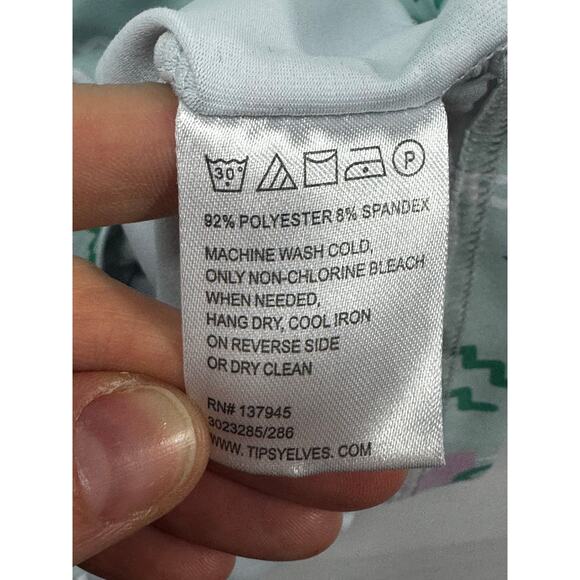 30°
P
92% POLYESTER 8% SPANDEX
MACHINE WASH COLD,
ONLY NON-CHLORINE BLEACH
WHEN NEEDED,
HANG DRY, COOL IRON
ON REVERSE SIDE
OR DRY CLEAN
RN# 137945
3023285/286
WWW. TIPSYELVES. COM